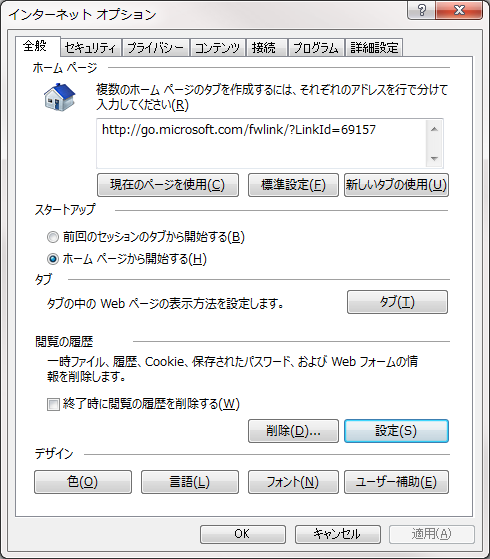 インターネット オプション
全般 セキュリティ プライバシー コンテンツ 接続 プログラム 詳細設定
ホーム ページ
複数のホーム ページのタブを作成するには、それぞれのアドレスを行で分けて
入力してください(R)
http://go.microsoft.com/fwlink/?LinkId=69157
現在のページを使用(C) 標準設定(F) 新しいタブの使用(U)
スタートアップ
前回のセッションのタブから開始する(B)
ホーム ページから開始する(H)
タブ
タブの中の Web ページの表示方法を設定します。 タブ(T)
閲覧の履歴
一時ファイル、履歴、Cookie、保存されたパスワード、および Web フォームの情
報を削除します。
終了時に閲覧の履歴を削除する(W)
削除(D)... 設定(S)
デザイン
色(O) 言語(L) フォント(N) ユーザー補助(E)
OK キャンセル 適用(A)